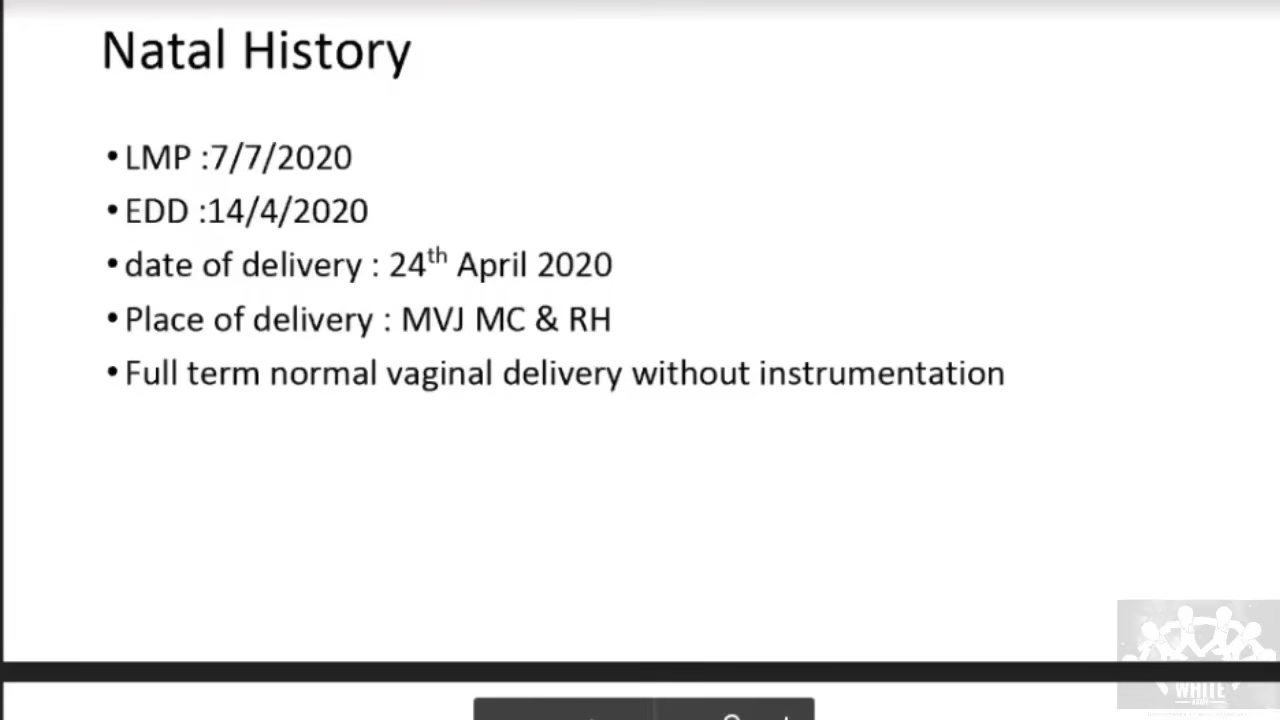 Natal History
•LMP :7/7/2020
•EDD :14/4/2020
•date of delivery : 24th April 2020
•Place of delivery : MVJ MC & RH
•Full term normal vaginal delivery without instrumentation
WHITE
ARMY